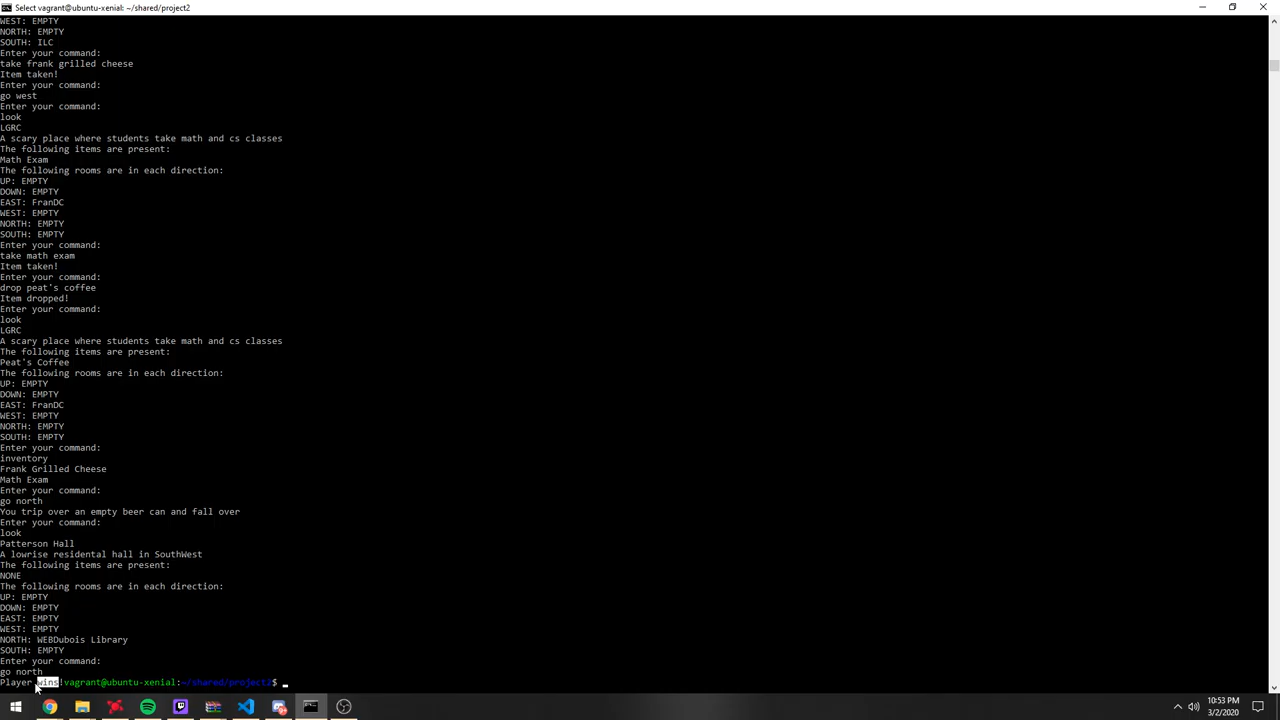 Select vagrant@ubuntu-xenial: ~/shared/project2
WEST: EMPTY
NORTH: EMPTY
SOUTH: ILC
Enter your command:
take frank grilled cheese
Item taken!
Enter your command:
go west
Enter your command:
look
LGRC
A scary place where students take math and cs classes
The following items are present:
Math Exam
The following rooms are in each direction:
UP: EMPTY
DOWN: EMPTY
EAST: FranDC
WEST: EMPTY
NORTH: EMPTY
SOUTH: EMPTY
Enter your command:
take math exam
Item taken!
Enter your command:
drop peat's coffee
Item dropped!
Enter your command:
look
LGRC
A scary place where students take math and cs classes
The following items are present:
Peat's Coffee
The following rooms are in each direction:
UP: EMPTY
DOWN: EMPTY
EAST: FranDC
WEST: EMPTY
NORTH: EMPTY
SOUTH: EMPTY
Enter your command:
inventory
Frank Grilled Cheese
Math Exam
Enter your command:
go north
You trip over an empty beer can and fall over
Enter your command:
look
Patterson Hall
A lowrise residental hall in SouthWest
The following items are present:
NONE
The following rooms are in each direction:
UP: EMPTY
DOWN: EMPTY
EAST: EMPTY
WEST: EMPTY
NORTH: WEBDubois Library
SOUTH: EMPTY
Enter your command:
go north
Player wins!vagrant@ubuntu-xenial:~/shared/project2$
10:53 PM
3/2/2020